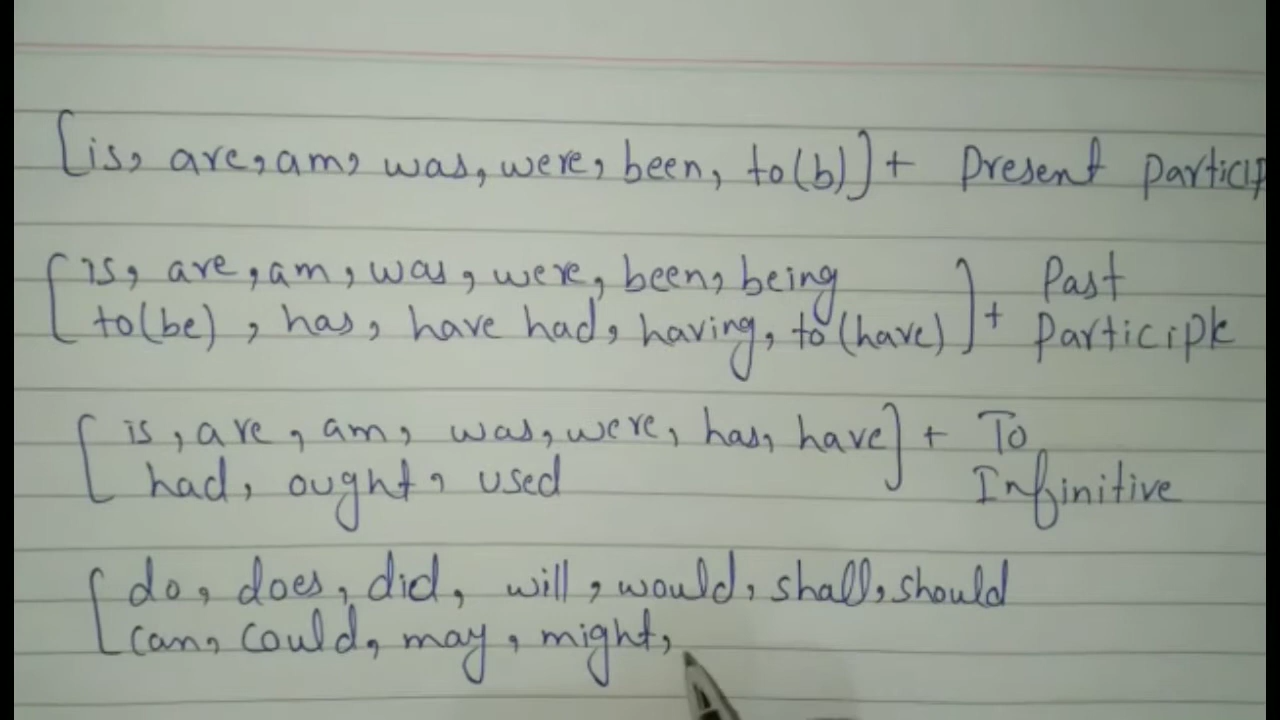 [is, are, am, was, were, been, to(b)] + Present particip
[is, are, am, was, were, been, being
to(be), has, have had, having, to(have)] + Past Participle
[is, are, am, was, were, has, have
had, ought, used] + To Infinitive
[do, does, did, will, would, shall, should
can, could, may, might,